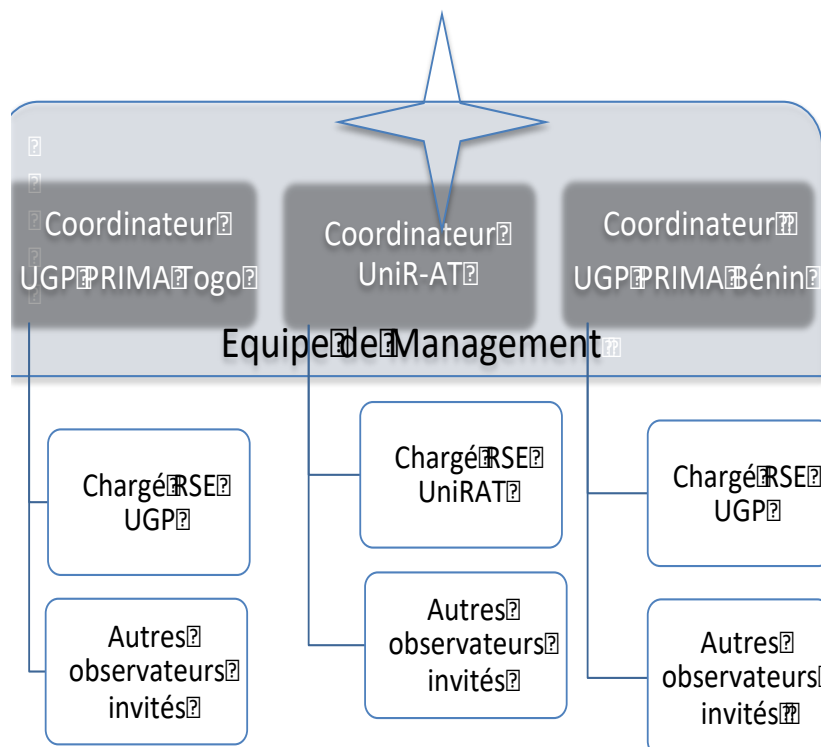 Coordinateur
UGP PRIMA Togo
Coordinateur
UniR-AT
Coordinateur
UGP PRIMA Bénin
Equipe de Management
Chargé RSE
UGP
Chargé RSE
UniRAT
Chargé RSE
UGP
Autres
observateurs
invités
Autres
observateurs
invités
Autres
observateurs
invités